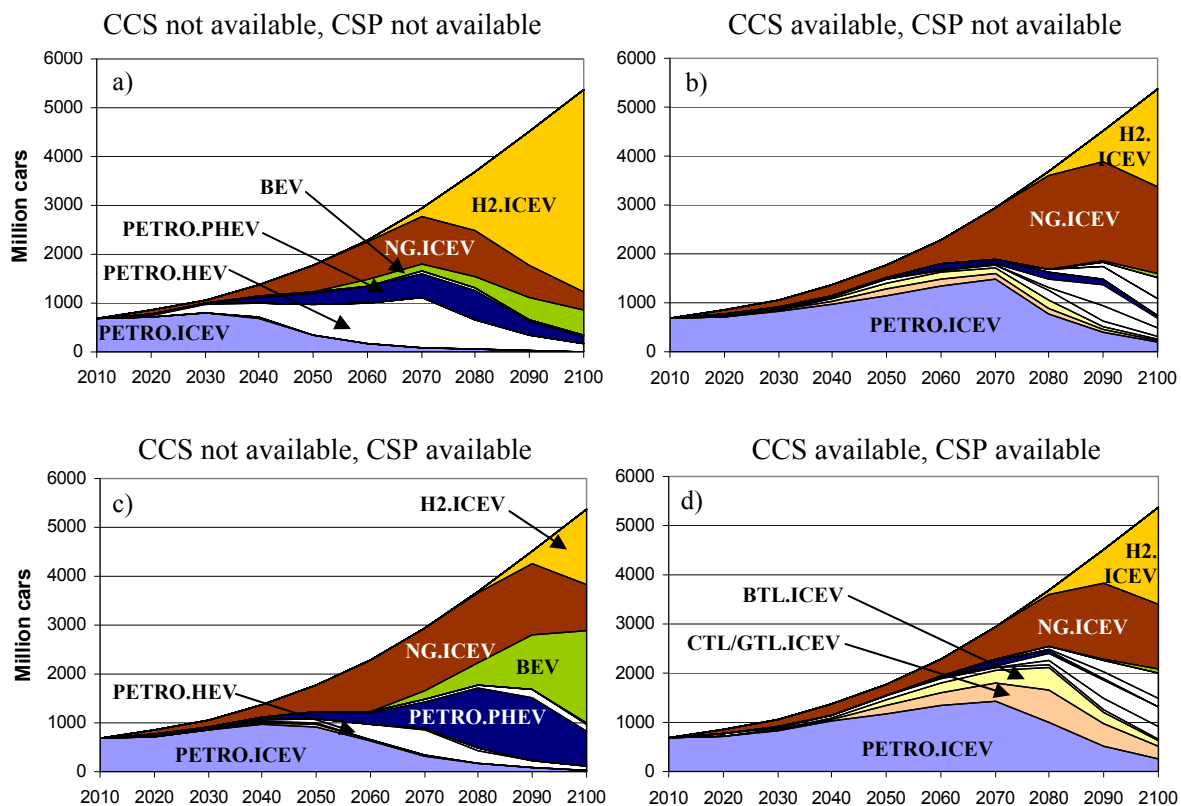 CCS not available, CSP not available
a)
Million cars
6000
5000
4000
3000
2000
1000
0
BEV
PETRO.PHEV
PETRO.HEV
PETRO.ICEV
NG.ICEV
H2.ICEV
2010 2020 2030 2040 2050 2060 2070 2080 2090 2100
CCS available, CSP not available
b)
6000
5000
4000
3000
2000
1000
0
H2.
ICEV
NG.ICEV
PETRO.ICEV
2010 2020 2030 2040 2050 2060 2070 2080 2090 2100
CCS not available, CSP available
c)
Million cars
6000
5000
4000
3000
2000
1000
0
H2.ICEV
NG.ICEV
BEV
PETRO.HEV
PETRO.PHEV
PETRO.ICEV
2010 2020 2030 2040 2050 2060 2070 2080 2090 2100
CCS available, CSP available
d)
6000
5000
4000
3000
2000
1000
0
H2.
ICEV
BTL.ICEV
NG.ICEV
CTL/GTL.ICEV
PETRO.ICEV
2010 2020 2030 2040 2050 2060 2070 2080 2090 2100